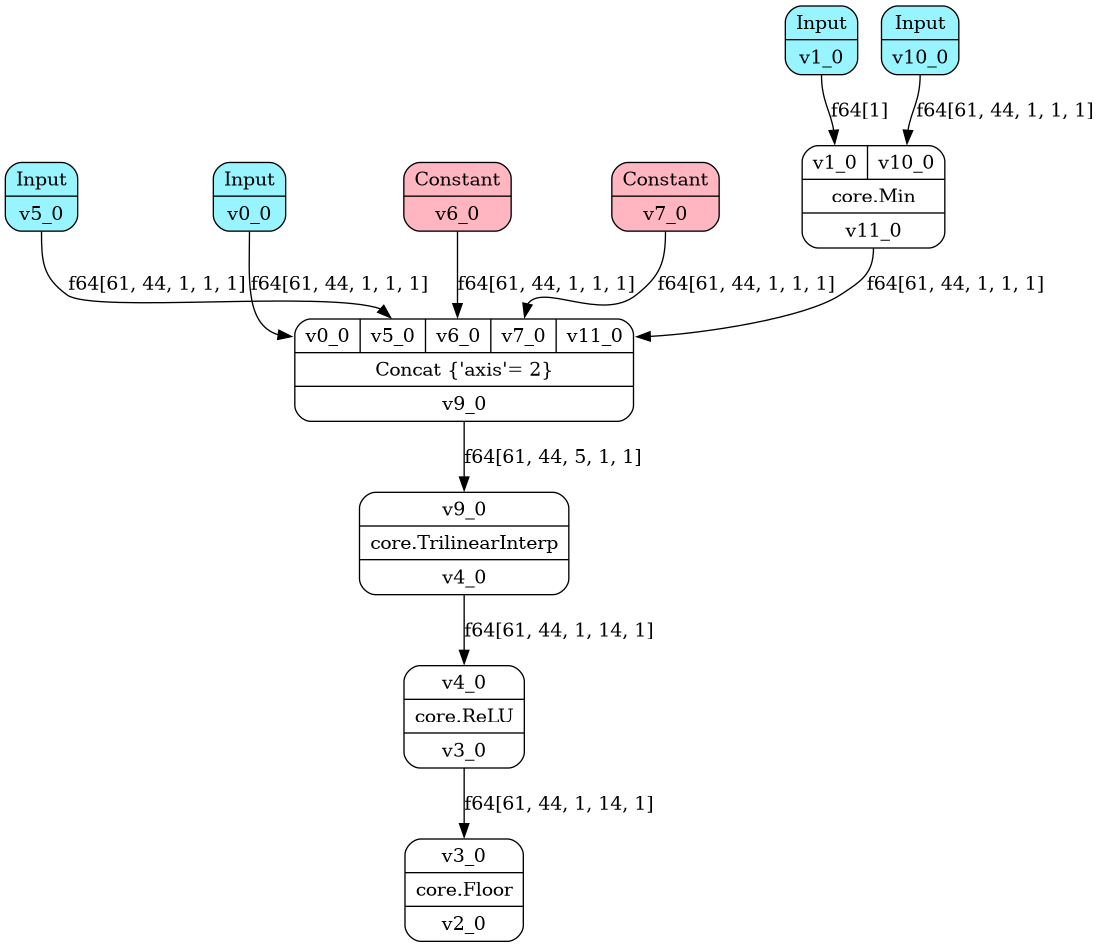 Input
v1_0
Input
v10_0
f64[1]
f64[61, 44, 1, 1, 1]
v1_0
v10_0
core.Min
v11_0
Input
v5_0
Input
v0_0
Constant
v6_0
Constant
v7_0
f64[61, 44, 1, 1, 1]
f64[61, 44, 1, 1, 1]
f64[61, 44, 1, 1, 1]
f64[61, 44, 1, 1, 1]
f64[61, 44, 1, 1, 1]
v0_0
v5_0
v6_0
v7_0
v11_0
Concat {'axis'= 2}
v9_0
f64[61, 44, 5, 1, 1]
v9_0
core.TrilinearInterp
v4_0
f64[61, 44, 1, 14, 1]
v4_0
core.ReLU
v3_0
f64[61, 44, 1, 14, 1]
v3_0
core.Floor
v2_0